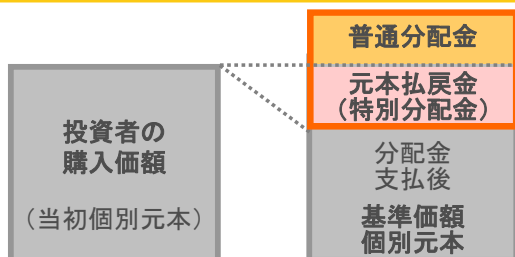 普通分配金
元本払戻金
（特別分配金）
投資者の
購入価額
（当初個別元本）
分配金
支払後
基準価額
個別元本